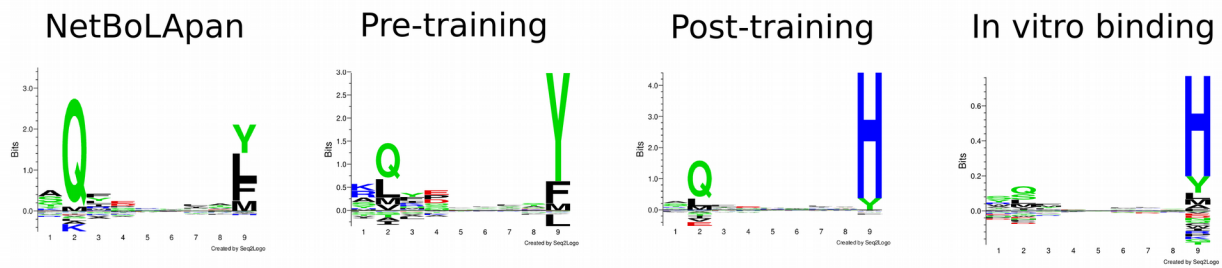 NetBoLApan
Pre-training
Post-training
In vitro binding
3.0
2.0
1.0
0.0
Bits
Q
Y
L
F
M
A
K
1 2 3 4 5 6 7 8 9
Created by Seq2Logo
3.0
2.5
2.0
1.5
1.0
0.5
0.0
Bits
Q
L
Y
F
M
L
1 2 3 4 5 6 7 8 9
Created by Seq2Logo
4.0
3.0
2.0
1.0
0.0
Bits
Q
L
H
Y
1 2 3 4 5 6 7 8 9
Created by Seq2Logo
0.6
0.4
0.2
0.0
Bits
Q
H
Y
1 2 3 4 5 6 7 8 9
Created by Seq2Logo